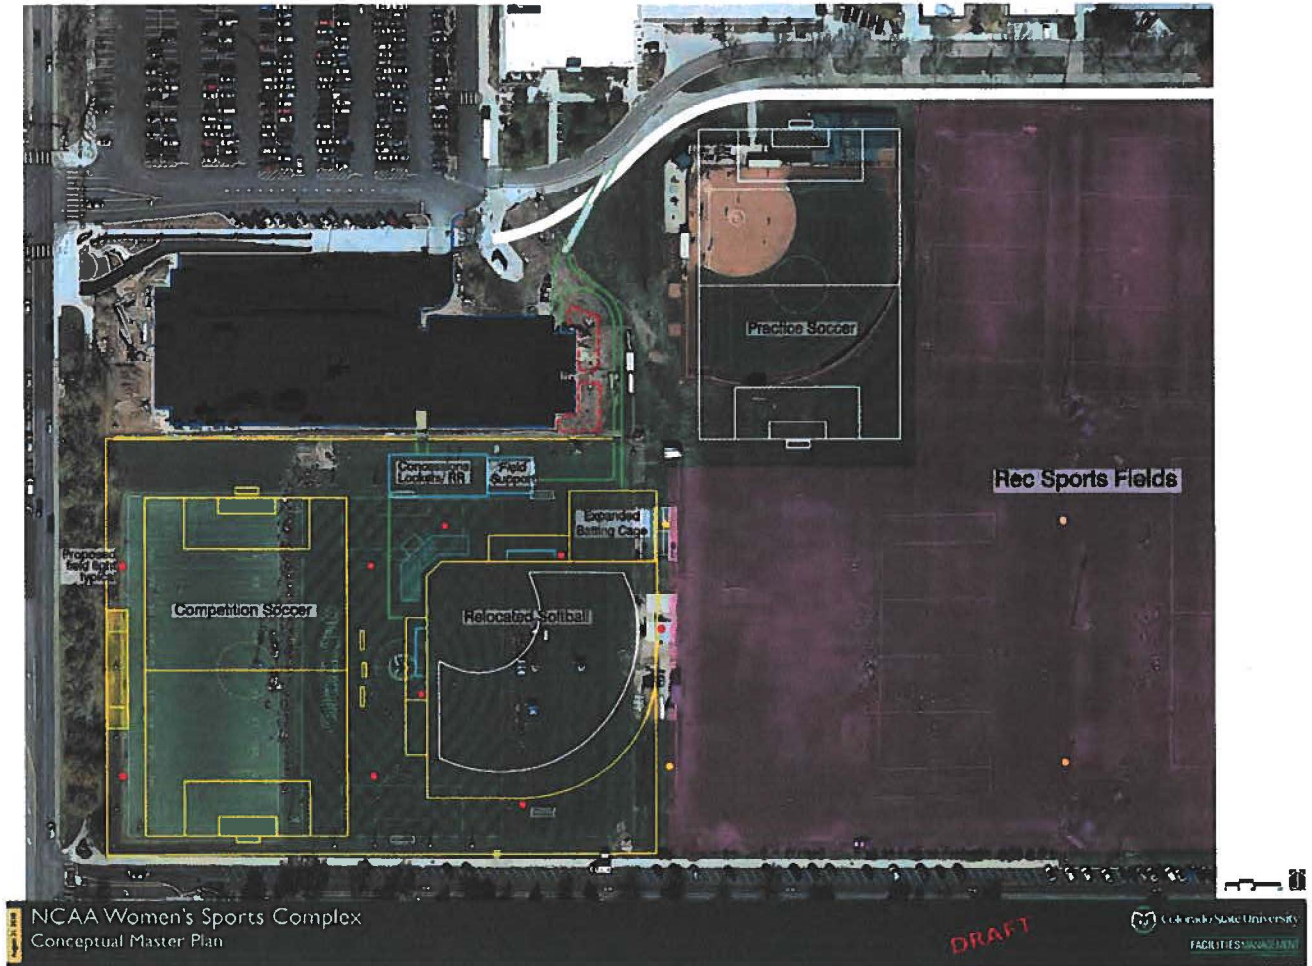 Practice Soccer
Rec Sports Fields
Concessions
Lockers/ RR
Field
Support
Expanded
Batting Cage
Proposed
field light
typical
Competition Soccer
Relocated Softball
NCAA Women's Sports Complex
Conceptual Master Plan
DRAFT
Colorado State University
FACILITIES MANAGEMENT